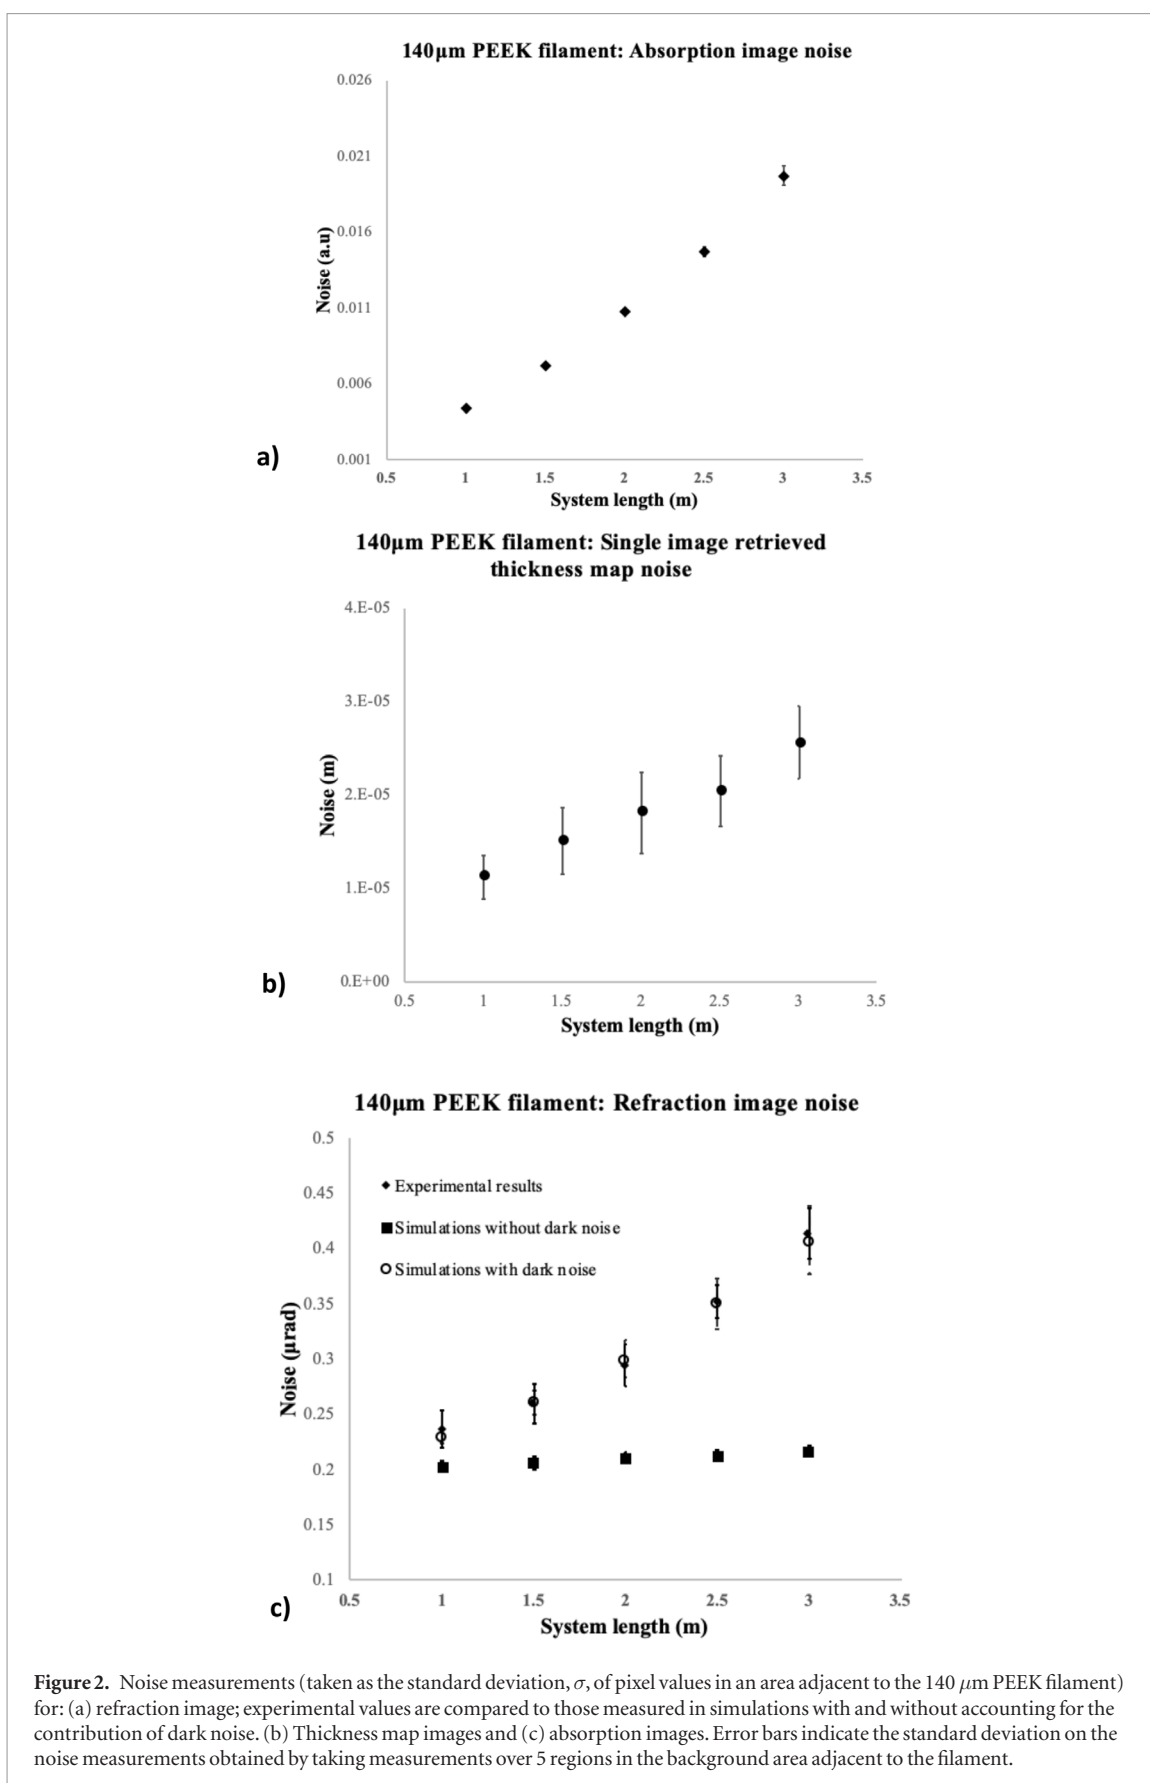 140μm PEEK filament: Absorption image noise
0.026
0.021
0.016
0.011
0.006
0.001
Noise (a.u)
0.5 1 1.5 2 2.5 3 3.5
System length (m)
a)
140μm PEEK filament: Single image retrieved
thickness map noise
4.E-05
3.E-05
2.E-05
1.E-05
0.E+00
Noise (m)
0.5 1 1.5 2 2.5 3 3.5
System length (m)
b)
140μm PEEK filament: Refraction image noise
0.5
0.45
0.4
0.35
0.3
0.25
0.2
0.15
0.1
Noise (μrad)
Experimental results
Simulations without dark noise
Simulations with dark noise
0.5 1 1.5 2 2.5 3 3.5
System length (m)
c)
Figure 2. Noise measurements (taken as the standard deviation, σ, of pixel values in an area adjacent to the 140 μm PEEK filament)
for: (a) refraction image; experimental values are compared to those measured in simulations with and without accounting for the
contribution of dark noise. (b) Thickness map images and (c) absorption images. Error bars indicate the standard deviation on the
noise measurements obtained by taking measurements over 5 regions in the background area adjacent to the filament.